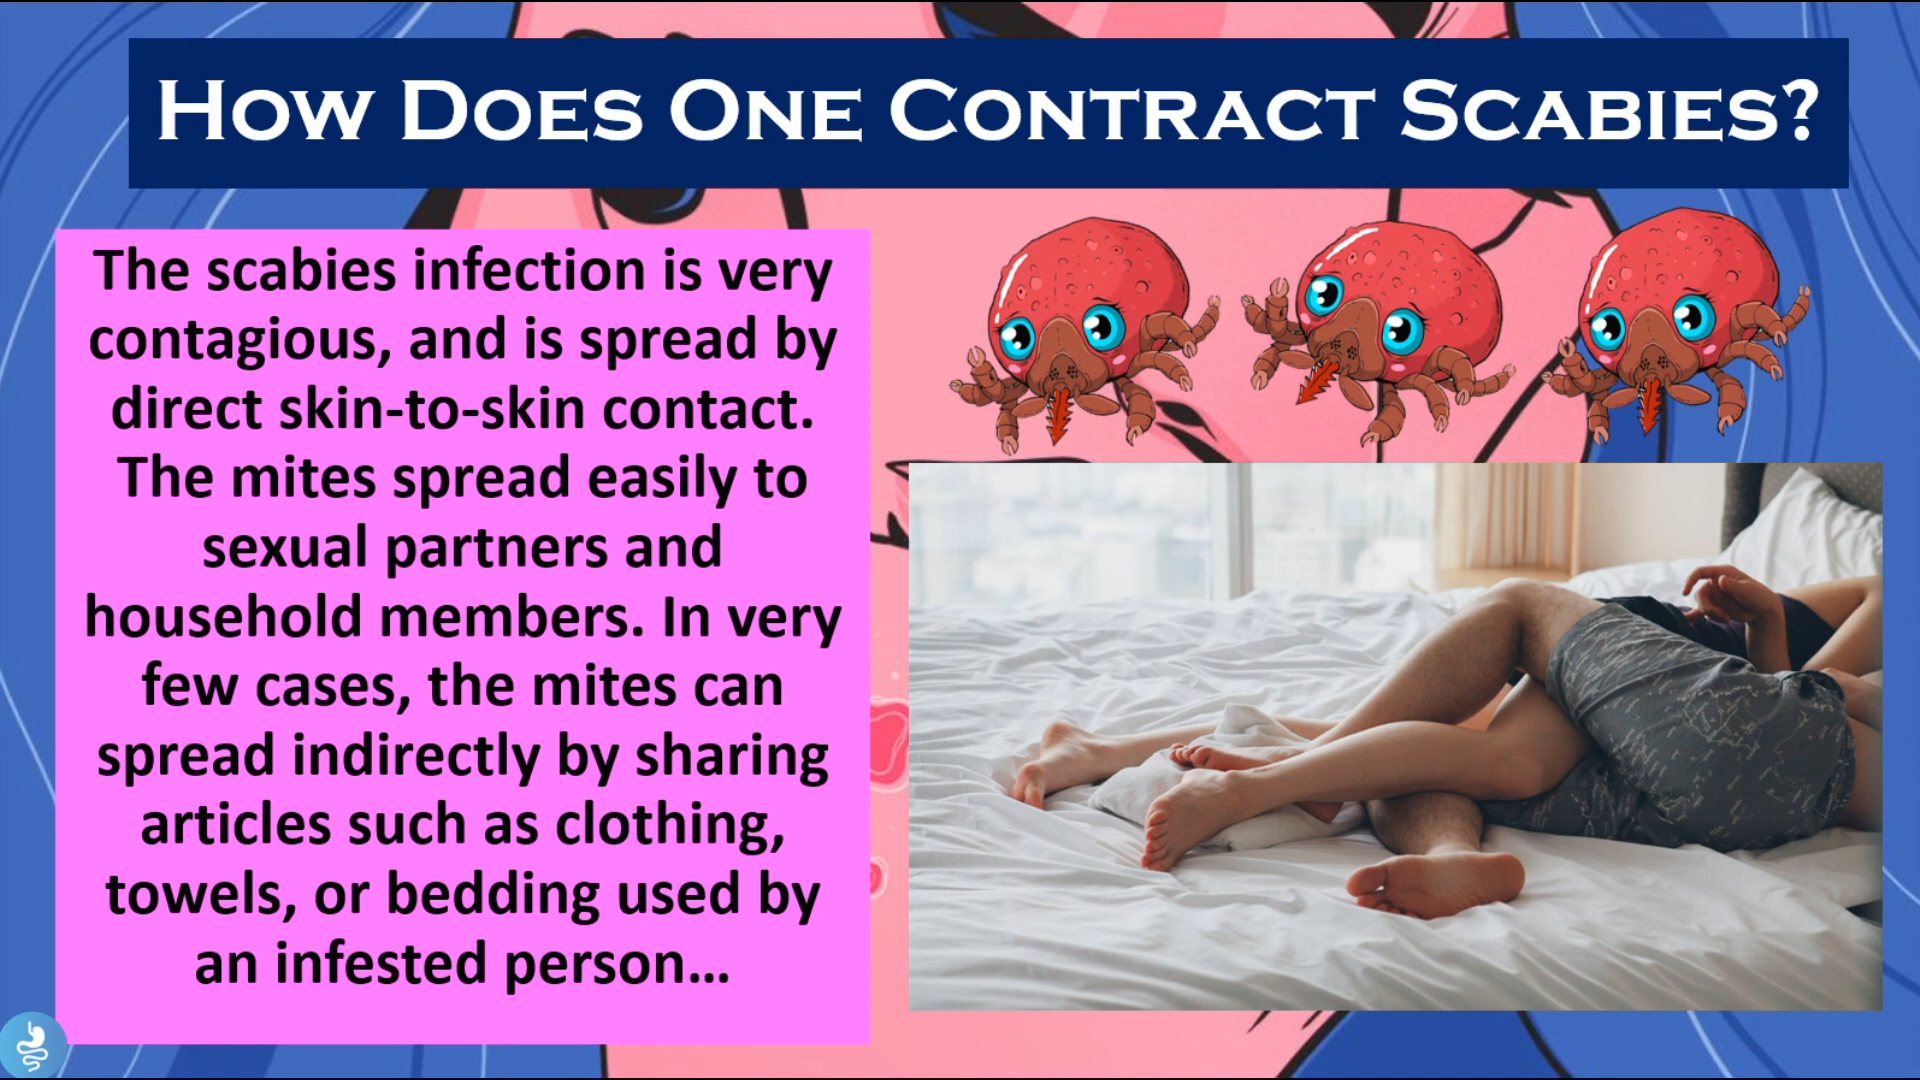 HOW DOES ONE CONTRACT SCABIES?
The scabies infection is very
contagious, and is spread by
direct skin-to-skin contact.
The mites spread easily to
sexual partners and
household members. In very
few cases, the mites can
spread indirectly by sharing
articles such as clothing,
towels, or bedding used by
an infested person...